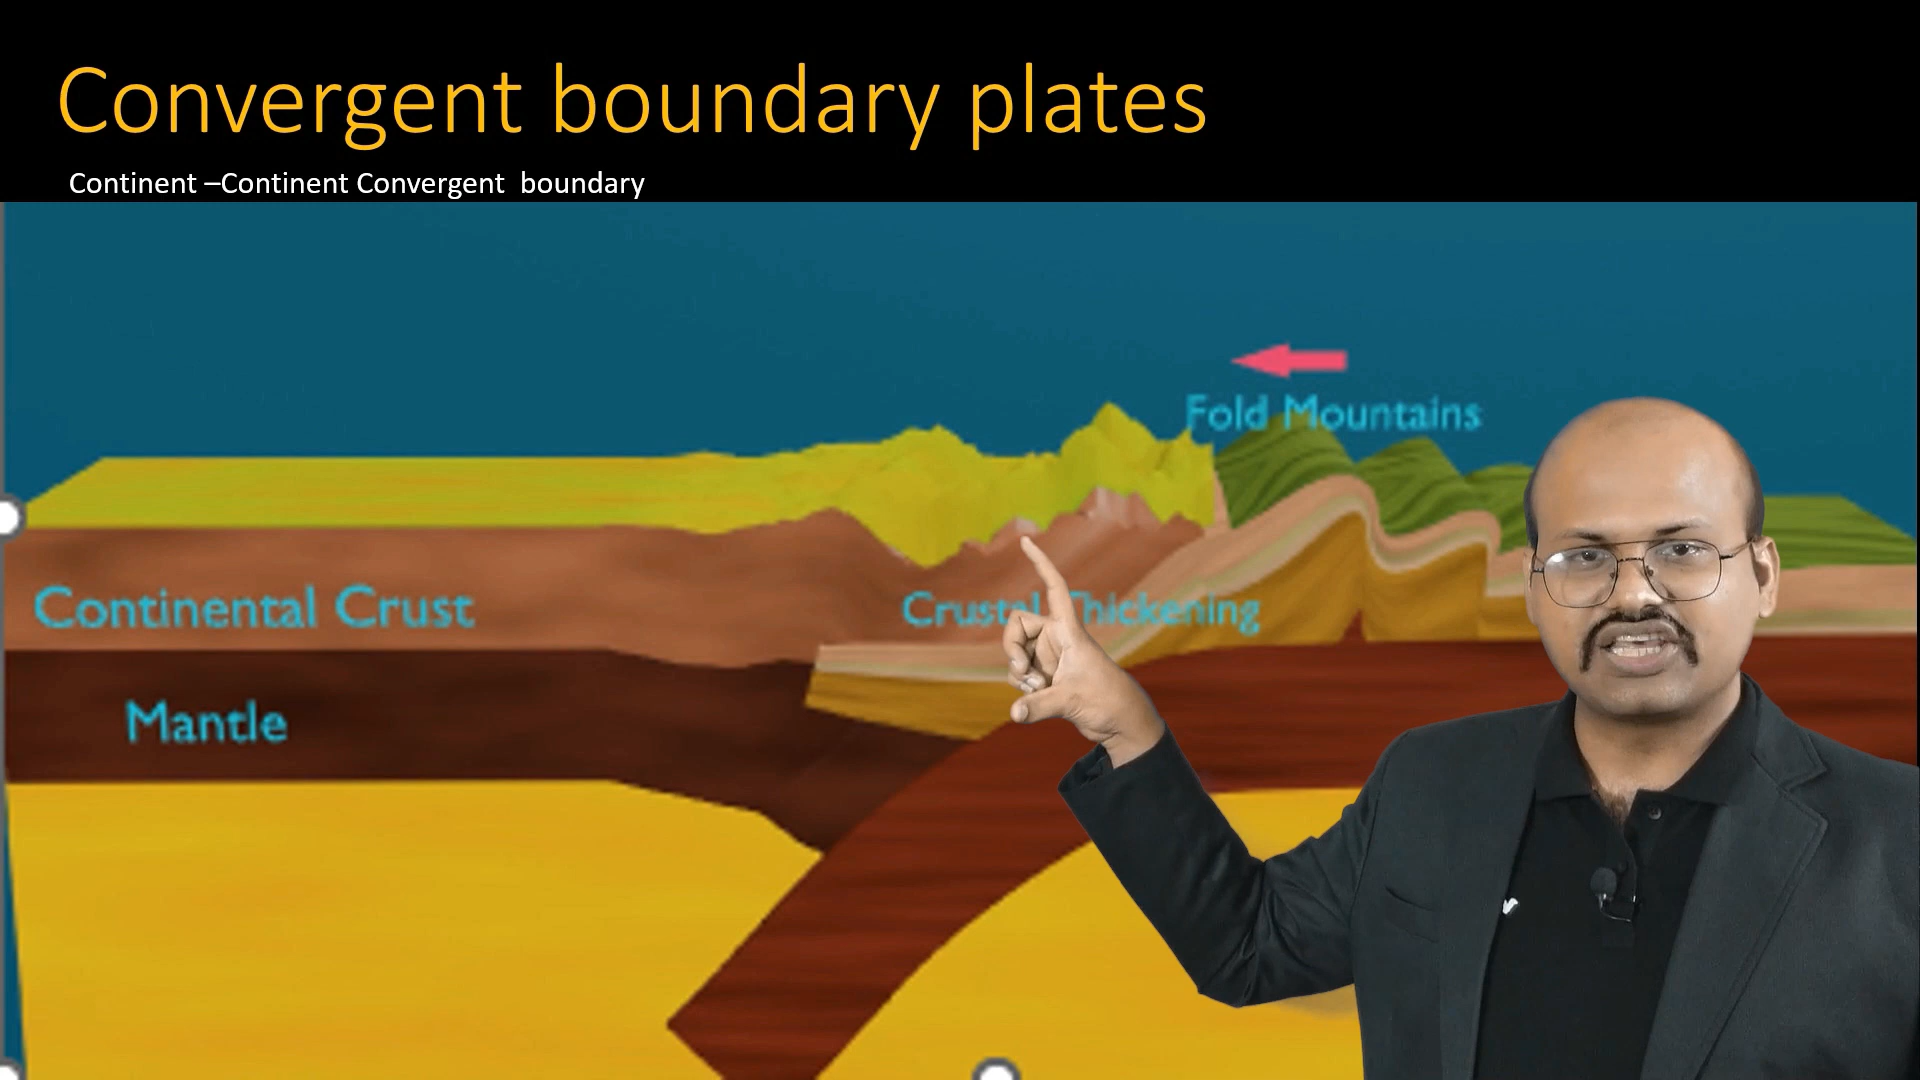 Convergent boundary plates
Continent –Continent Convergent  boundary
Fold Mountains
Continental Crust
Crustal Thickening
Mantle